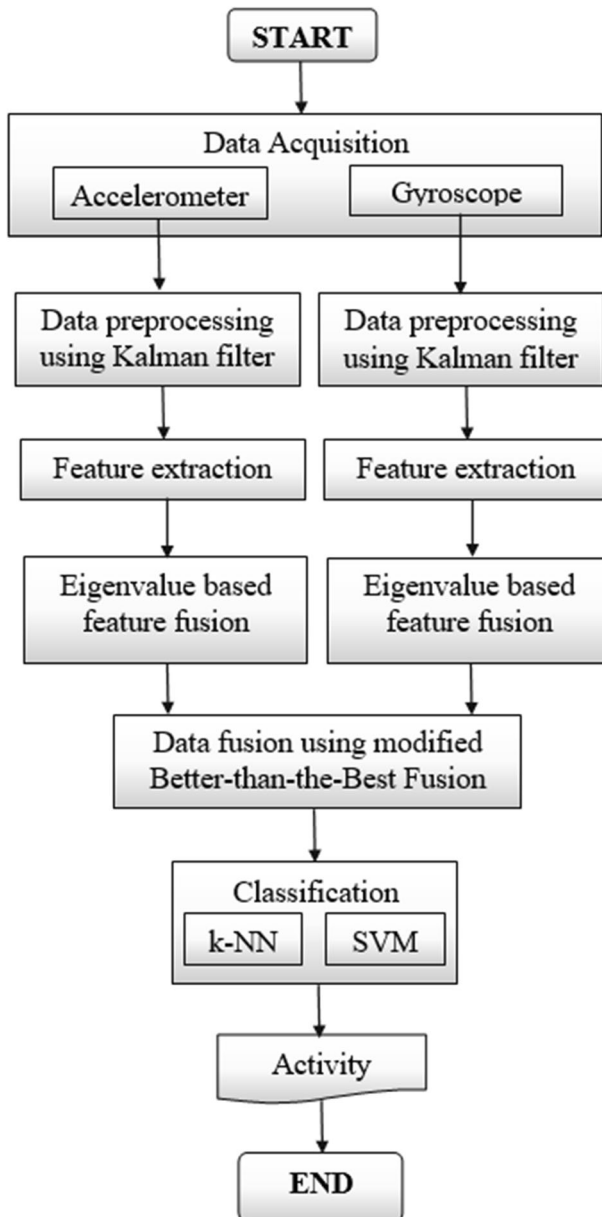 START
Data Acquisition
Accelerometer
Gyroscope
Data preprocessing
using Kalman filter
Data preprocessing
using Kalman filter
Feature extraction
Feature extraction
Eigenvalue based
feature fusion
Eigenvalue based
feature fusion
Data fusion using modified
Better-than-the-Best Fusion
Classification
k-NN
SVM
Activity
END